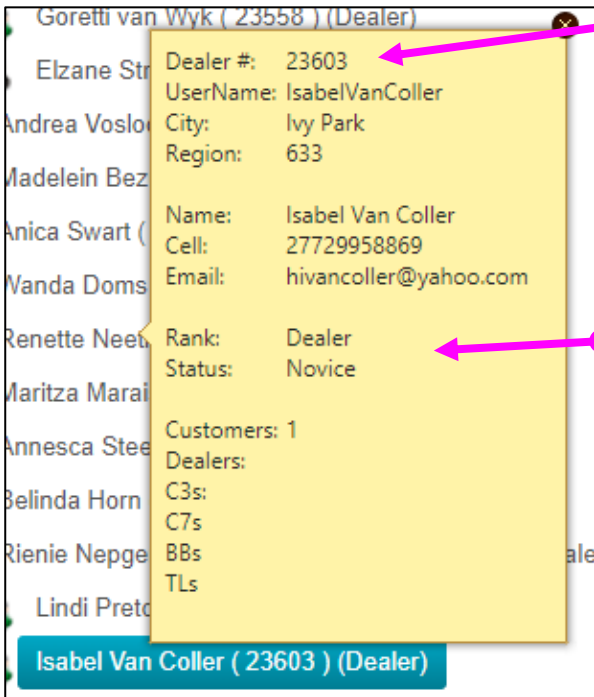 Goretti van Wyk ( 23558 ) (Dealer)
Elzane Str
Andrea Voslo
Madelein Bez
Anica Swart (
Wanda Doms
Renette Neet
Maritza Marai
Annesca Stee
Belinda Horn
Rienie Nepge
Lindi Preto
Dealer #: 23603
UserName: IsabelVanColler
City: Ivy Park
Region: 633
Name: Isabel Van Coller
Cell: 27729958869
Email: hivancoller@yahoo.com
Rank: Dealer
Status: Novice
Customers: 1
Dealers:
C3s:
C7s
BBs
TLs
ale
Isabel Van Coller ( 23603 ) (Dealer)